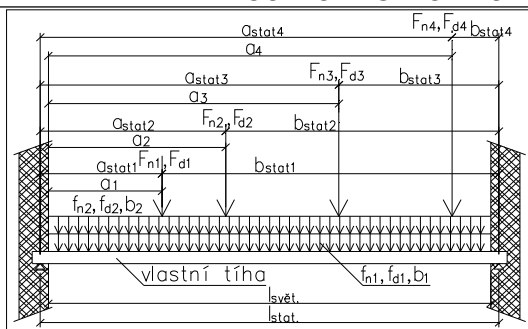 Fn4,Fd4
astat4 bstat4
a4
Fn3,Fd3
astat3 bstat3
a3
Fn2,Fd2
astat2 bstat2
a2
Fn1,Fd1
astat1 bstat1
a1
fn2,fd2,b2
vlastní tíha
fn1,fd1,b1
lsvět.
lstat.